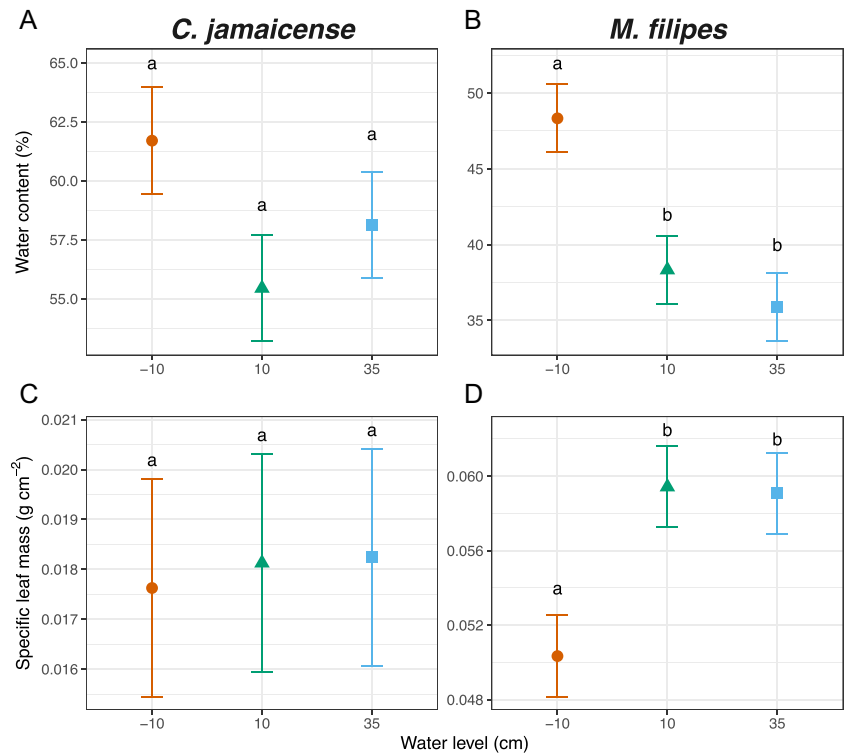 A
C. jamaicense
B
M. filipes
Water content (%)
65.0
62.5
60.0
57.5
55.0
a
a
a
−10
10
35
50
45
40
35
a
b
b
−10
10
35
C
D
Specific leaf mass (g cm−2)
0.021
0.020
0.019
0.018
0.017
0.016
a
a
a
−10
10
35
0.060
0.056
0.052
0.048
a
b
b
−10
10
35
Water level (cm)